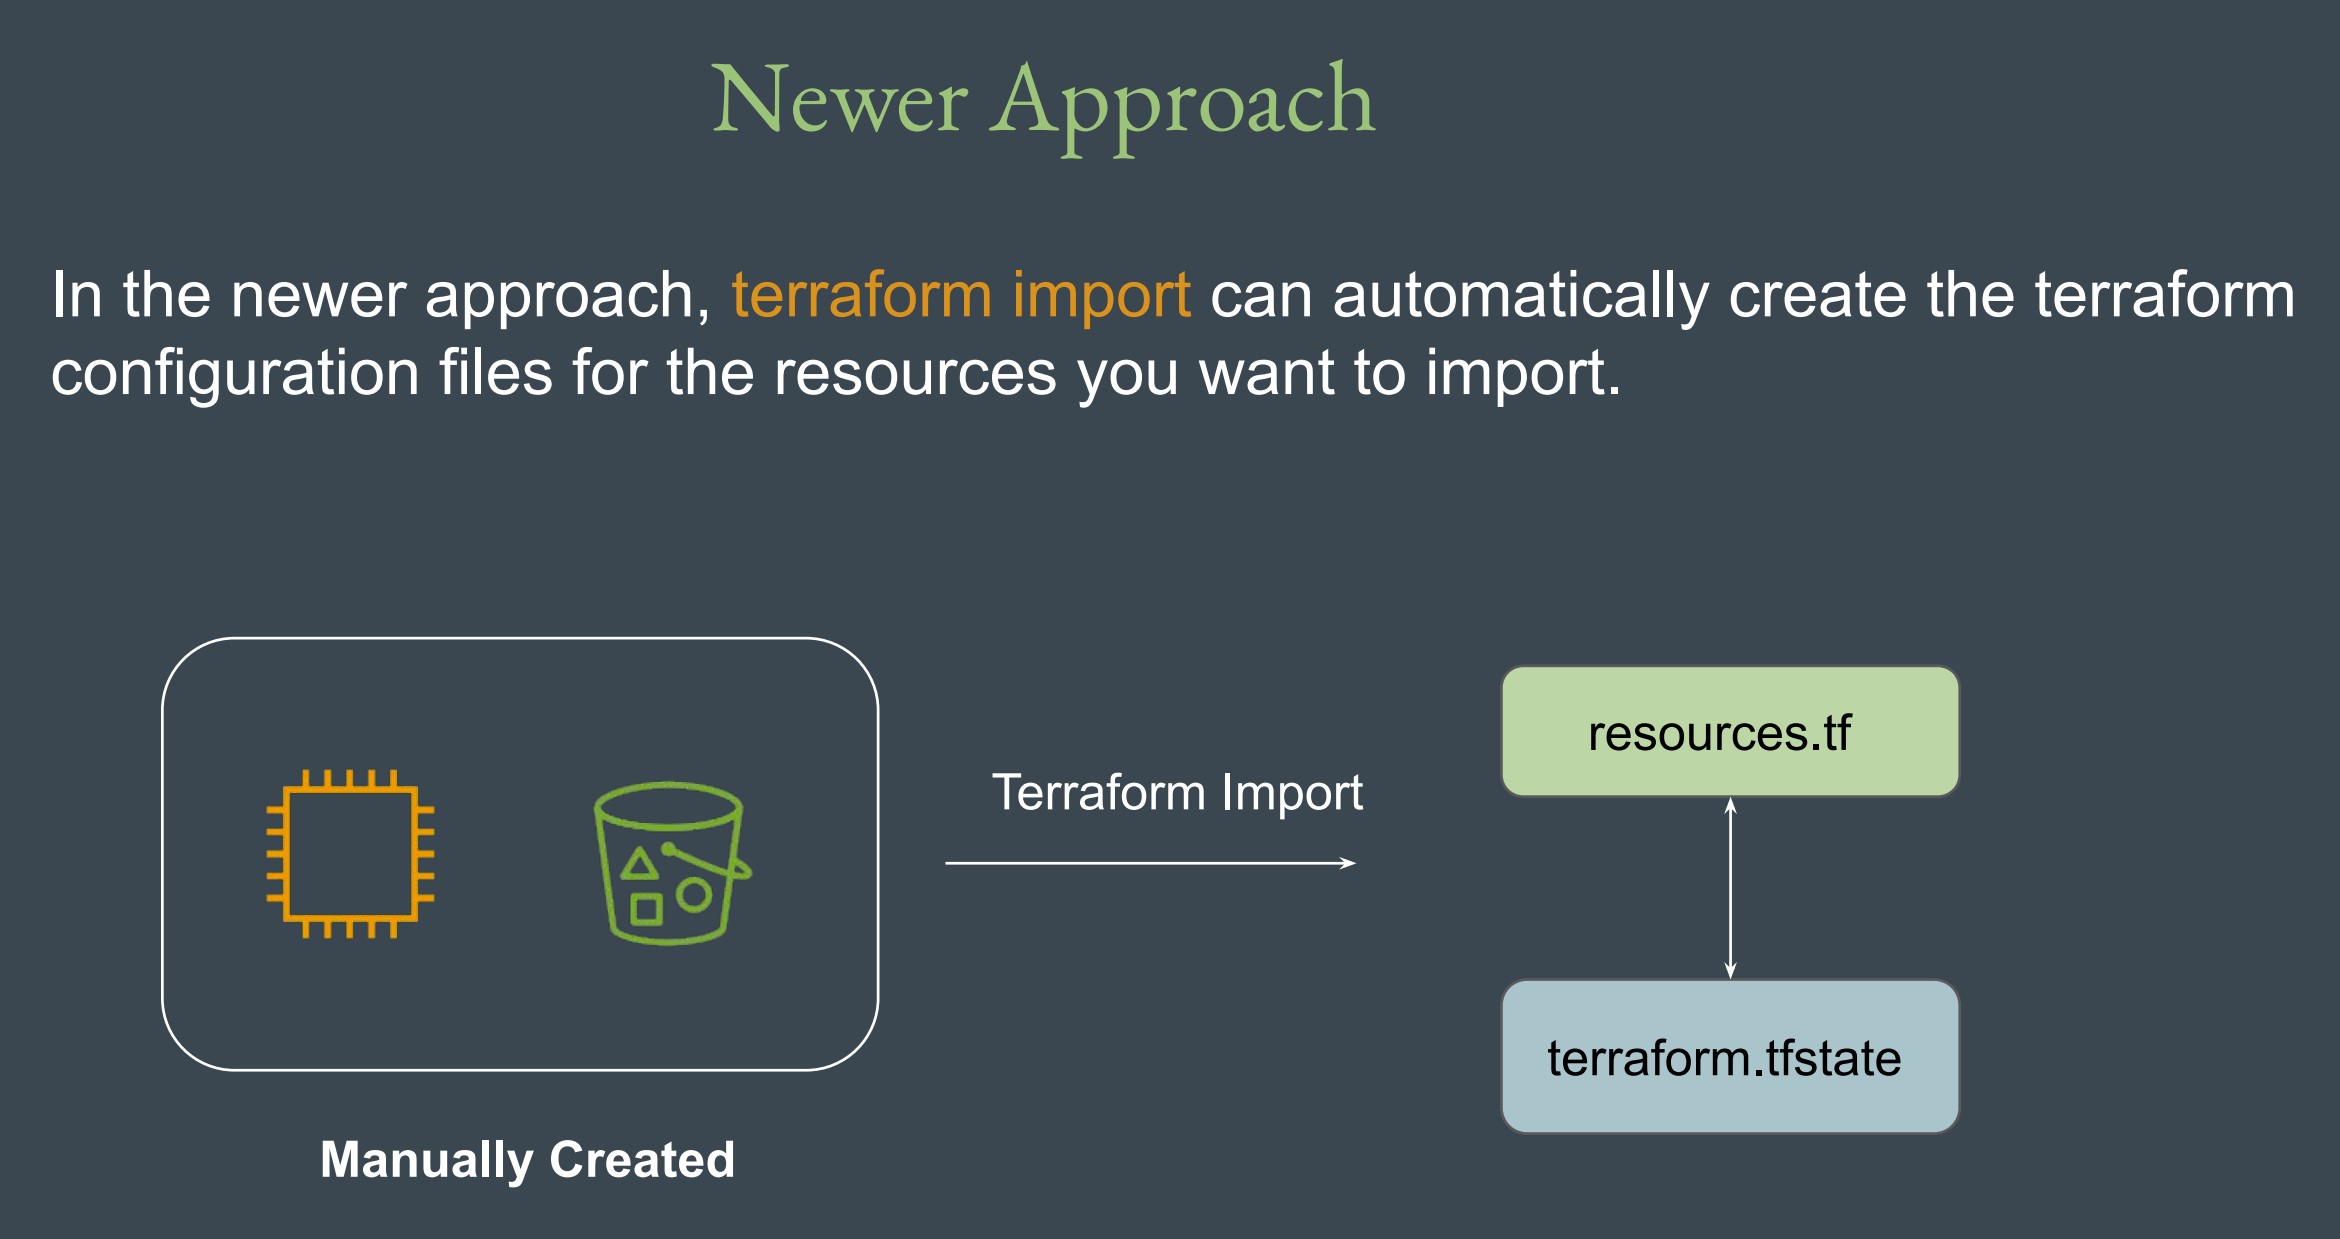 Newer Approach
In the newer approach, terraform import can automatically create the terraform
configuration files for the resources you want to import.
Terraform Import
resources.tf
terraform.tfstate
Manually Created